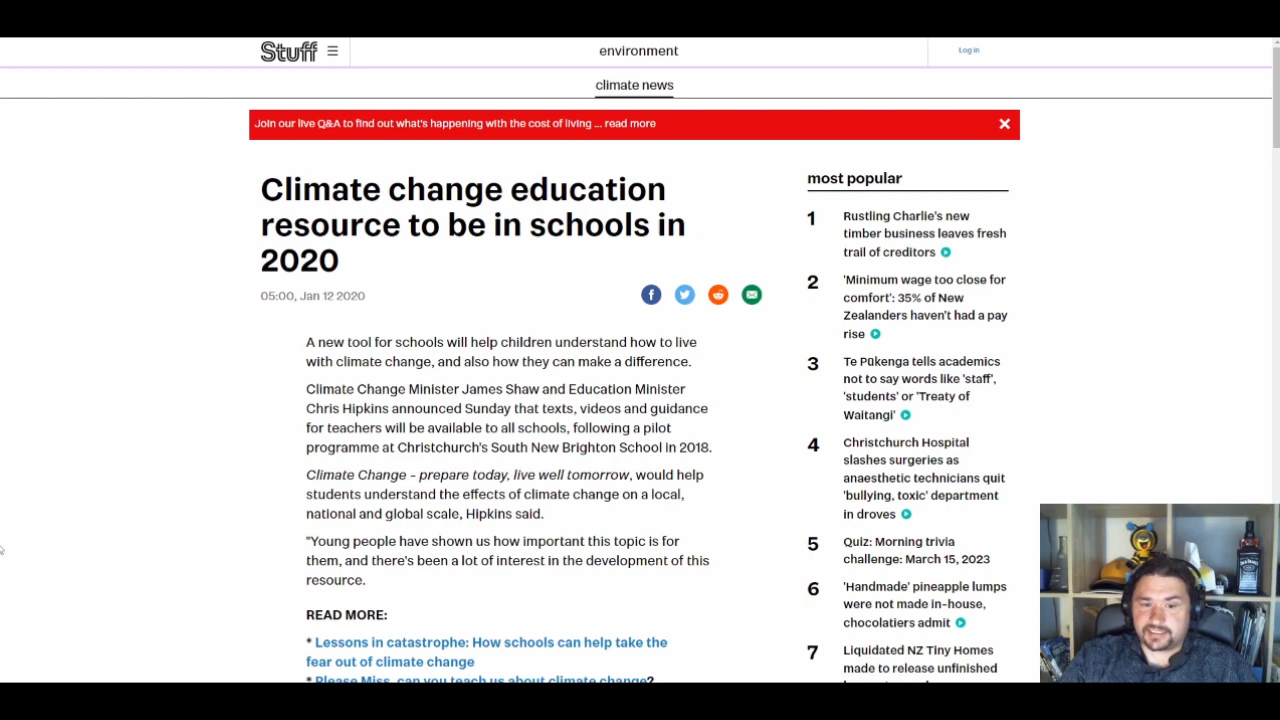 Stuff
environment
Log in
climate news
Join our live Q&A to find out what's happening with the cost of living ... read more
Climate change education
resource to be in schools in
2020
05:00, Jan 12 2020
A new tool for schools will help children understand how to live
with climate change, and also how they can make a difference.
Climate Change Minister James Shaw and Education Minister
Chris Hipkins announced Sunday that texts, videos and guidance
for teachers will be available to all schools, following a pilot
programme at Christchurch's South New Brighton School in 2018.
Climate Change - prepare today, live well tomorrow, would help
students understand the effects of climate change on a local,
national and global scale, Hipkins said.
"Young people have shown us how important this topic is for
them, and there's been a lot of interest in the development of this
resource.
READ MORE:
* Lessons in catastrophe: How schools can help take the
fear out of climate change
* Please Miss, can you teach us about climate change?
most popular
1 Rustling Charlie's new
timber business leaves fresh
trail of creditors
2 'Minimum wage too close for
comfort': 35% of New
Zealanders haven't had a pay
rise
3 Te Pūkenga tells academics
not to say words like 'staff',
'students' or 'Treaty of
Waitangi'
4 Christchurch Hospital
slashes surgeries as
anaesthetic technicians quit
'bullying, toxic' department
in droves
5 Quiz: Morning trivia
challenge: March 15, 2023
6 'Handmade' pineapple lumps
were not made in-house,
chocolatiers admit
7 Liquidated NZ Tiny Homes
made to release unfinished